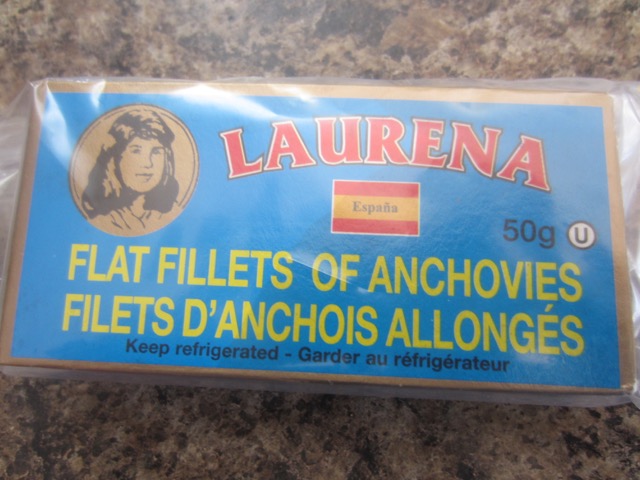 LAURENA
España
50g U
FLAT FILLETS OF ANCHOVIES
FILETS D'ANCHOIS ALLONGÉS
Keep refrigerated - Garder au réfrigérateur